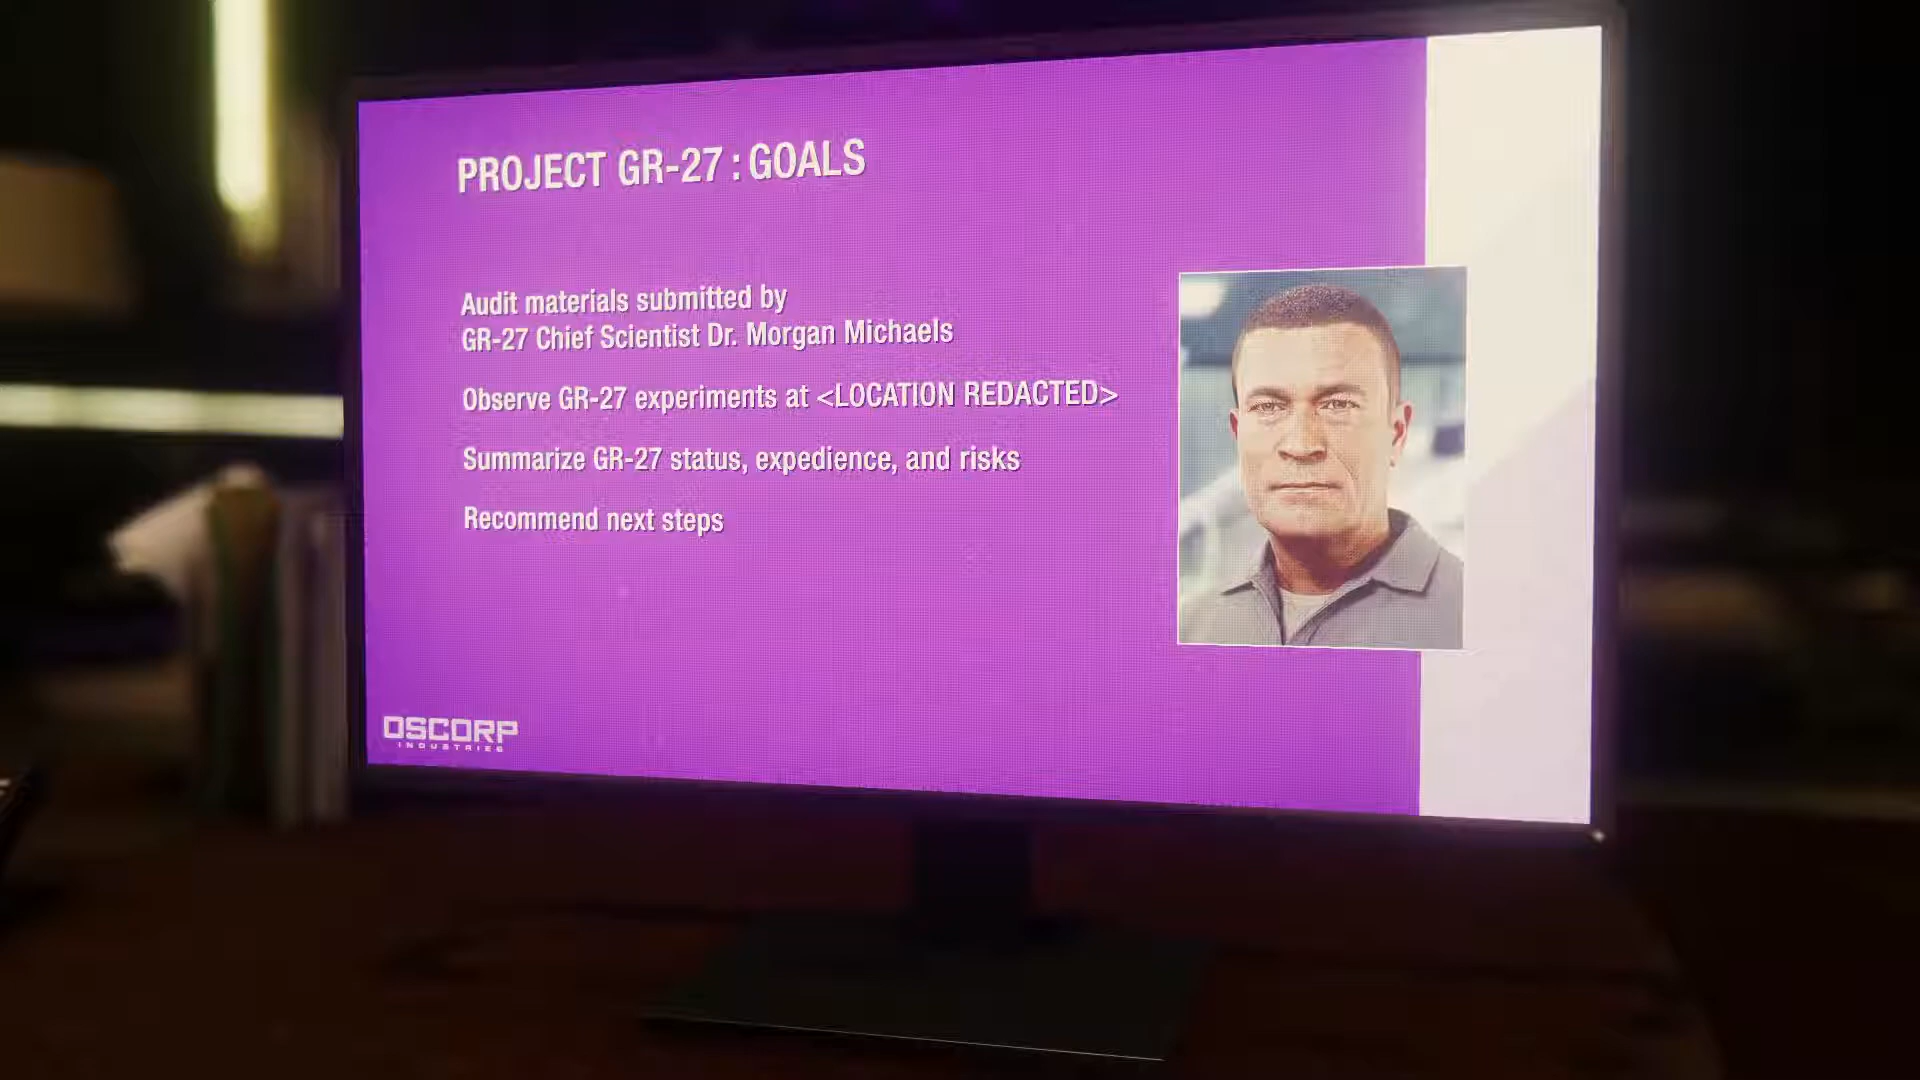 PROJECT GR-27 : GOALS
Audit materials submitted by
GR-27 Chief Scientist Dr. Morgan Michaels
Observe GR-27 experiments at <LOCATION REDACTED>
Summarize GR-27 status, expedience, and risks
Recommend next steps
OSCORP
INDUSTRIES